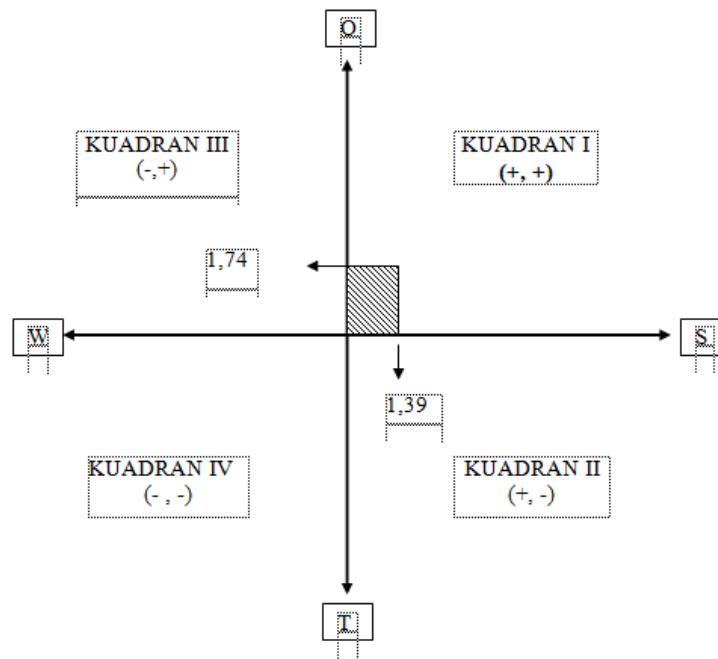 O
KUADRAN III
(-,+)
KUADRAN I
(+, +)
1,74
W
S
1,39
KUADRAN IV
(- , -)
KUADRAN II
(+, -)
T